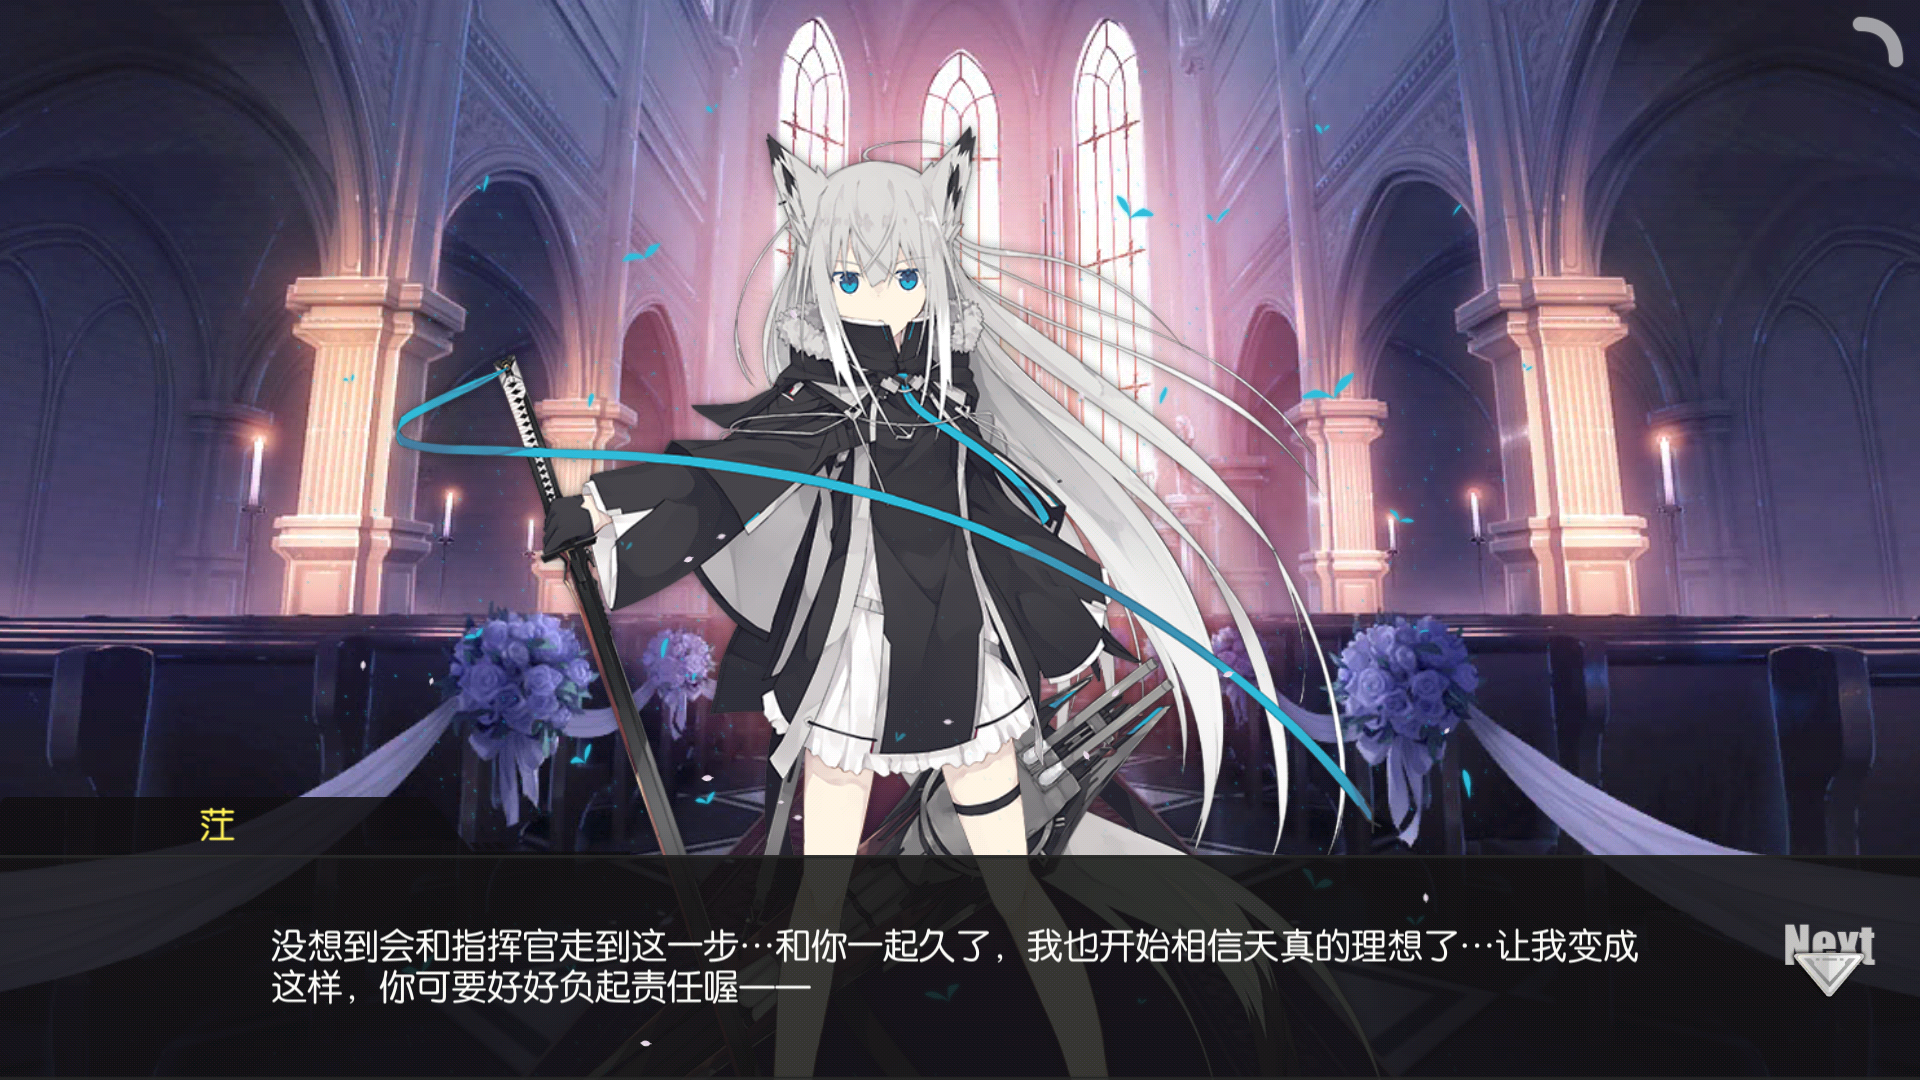 茳
没想到会和指挥官走到这一步…和你一起久了，我也开始相信天真的理想了…让我变成
这样，你可要好好负起责任喔——
Next